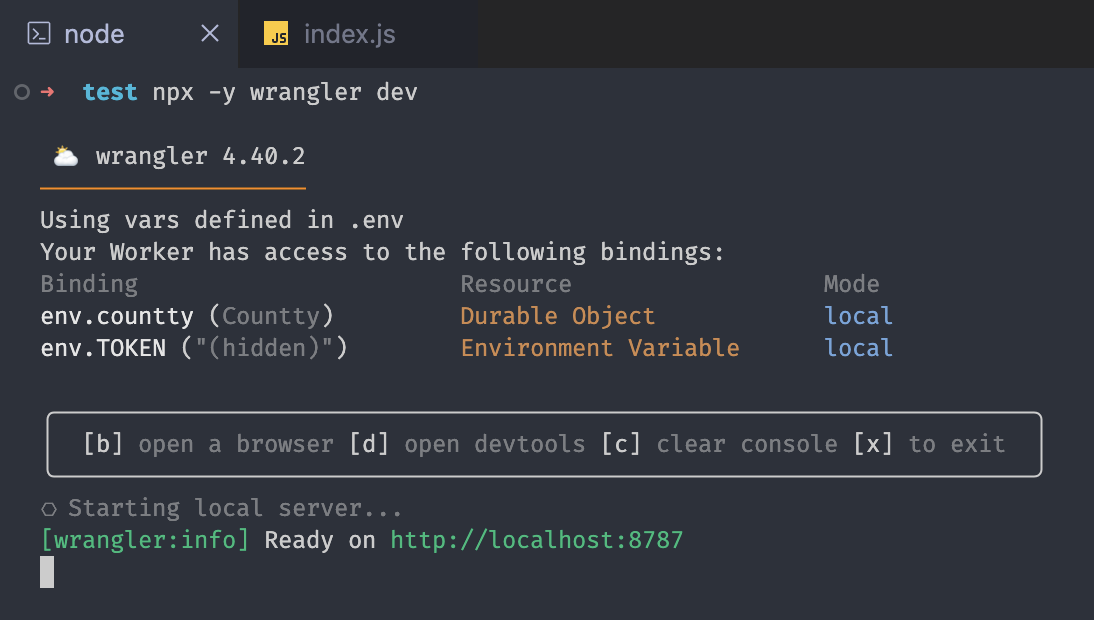 node
JS index.js
→ test npx -y wrangler dev
wrangler 4.40.2
Using vars defined in .env
Your Worker has access to the following bindings:
Binding Resource Mode
env.countty (Countty) Durable Object local
env.TOKEN ("(hidden)") Environment Variable local
[b] open a browser [d] open devtools [c] clear console [x] to exit
Starting local server...
[wrangler:info] Ready on http://localhost:8787